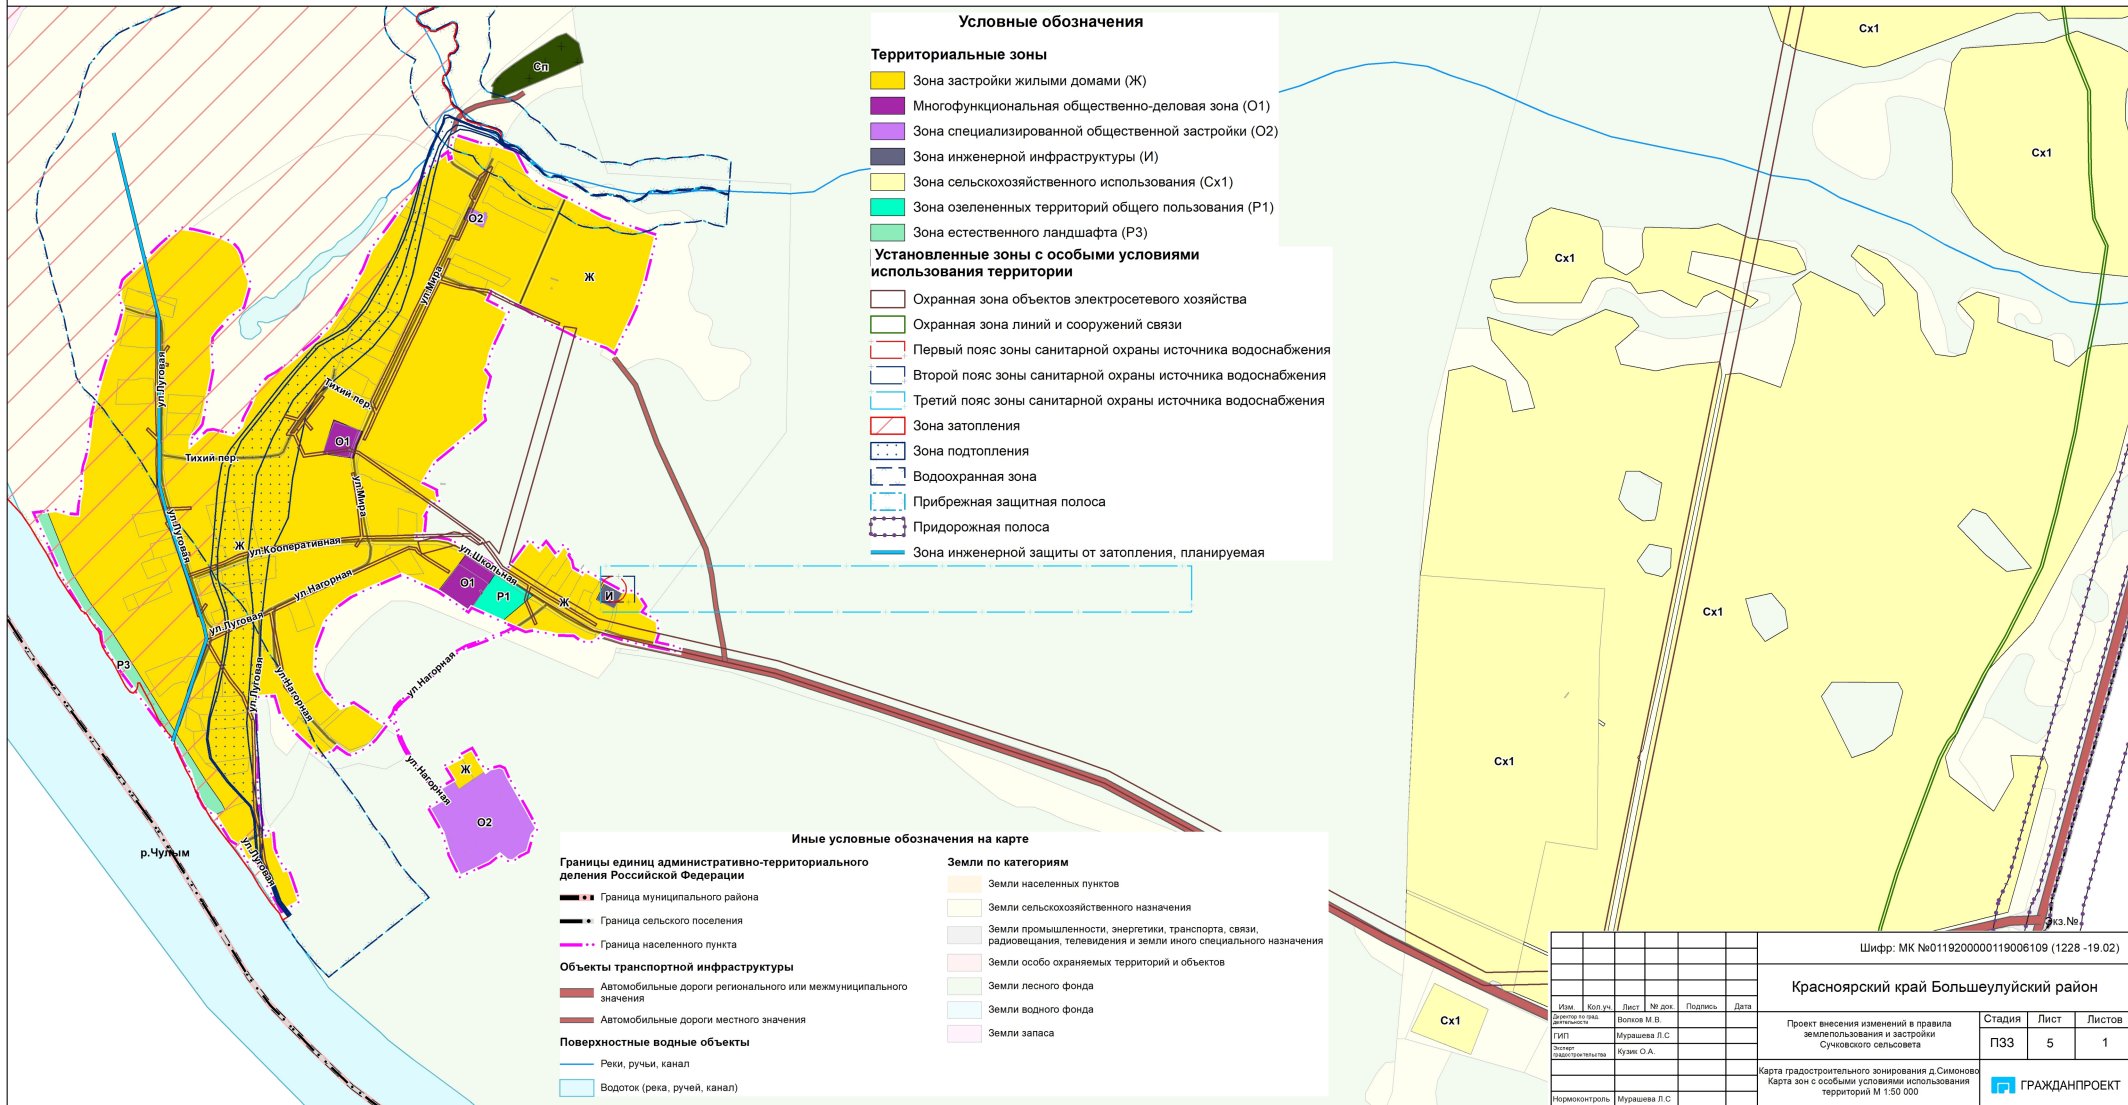 Условные обозначения
Территориальные зоны
Зона застройки жилыми домами (Ж)
Многофункциональная общественно-деловая зона (О1)
Зона специализированной общественной застройки (О2)
Зона инженерной инфраструктуры (И)
Зона сельскохозяйственного использования (Сх1)
Зона озелененных территорий общего пользования (Р1)
Зона естественного ландшафта (Р3)
Установленные зоны с особыми условиями
использования территории
Охранная зона объектов электросетевого хозяйства
Охранная зона линий и сооружений связи
Первый пояс зоны санитарной охраны источника водоснабжения
Второй пояс зоны санитарной охраны источника водоснабжения
Третий пояс зоны санитарной охраны источника водоснабжения
Зона затопления
Зона подтопления
Водоохранная зона
Прибрежная защитная полоса
Придорожная полоса
Зона инженерной защиты от затопления, планируемая
Сп
О2
Ж
ул.Мира
ул.Луговая
Тихий пер.
О1
Тихий пер.
ул.Мира
ул.Луговая
Ж
ул.Кооперативная
ул.Школьная
ул.Нагорная
О1
Р1
Ж
И
ул.Луговая
Р3
ул.Луговая
ул.Нагорная
ул.Нагорная
ул.Нагорная
Ж
О2
р.Чулым
ул.Луговая
Сх1
Сх1
Сх1
Сх1
Сх1
Сх1
Иные условные обозначения на карте
Границы единиц административно-территориального
деления Российской Федерации
Граница муниципального района
Граница сельского поселения
Граница населенного пункта
Объекты транспортной инфраструктуры
Автомобильные дороги регионального или межмуниципального
значения
Автомобильные дороги местного значения
Поверхностные водные объекты
Реки, ручьи, канал
Водоток (река, ручей, канал)
Земли по категориям
Земли населенных пунктов
Земли сельскохозяйственного назначения
Земли промышленности, энергетики, транспорта, связи,
радиовещания, телевидения и земли иного специального назначения
Земли особо охраняемых территорий и объектов
Земли лесного фонда
Земли водного фонда
Земли запаса
Экз.№
Шифр: МК №0119200000119006109 (1228 -19.02)
Красноярский край Большеулуйский район
Изм. Кол.уч. Лист № док. Подпись Дата
Директор по град. деятельности Волков М.В.
ГИП Мурашева Л.С
Эксперт градостроительства Кузик О.А.
Нормоконтроль Мурашева Л.С
Проект внесения изменений в правила
землепользования и застройки
Сучковского сельсовета
Стадия Лист Листов
ПЗЗ 5 1
Карта градостроительного зонирования д.Симоново
Карта зон с особыми условиями использования
территорий М 1:50 000
ГРАЖДАНПРОЕКТ